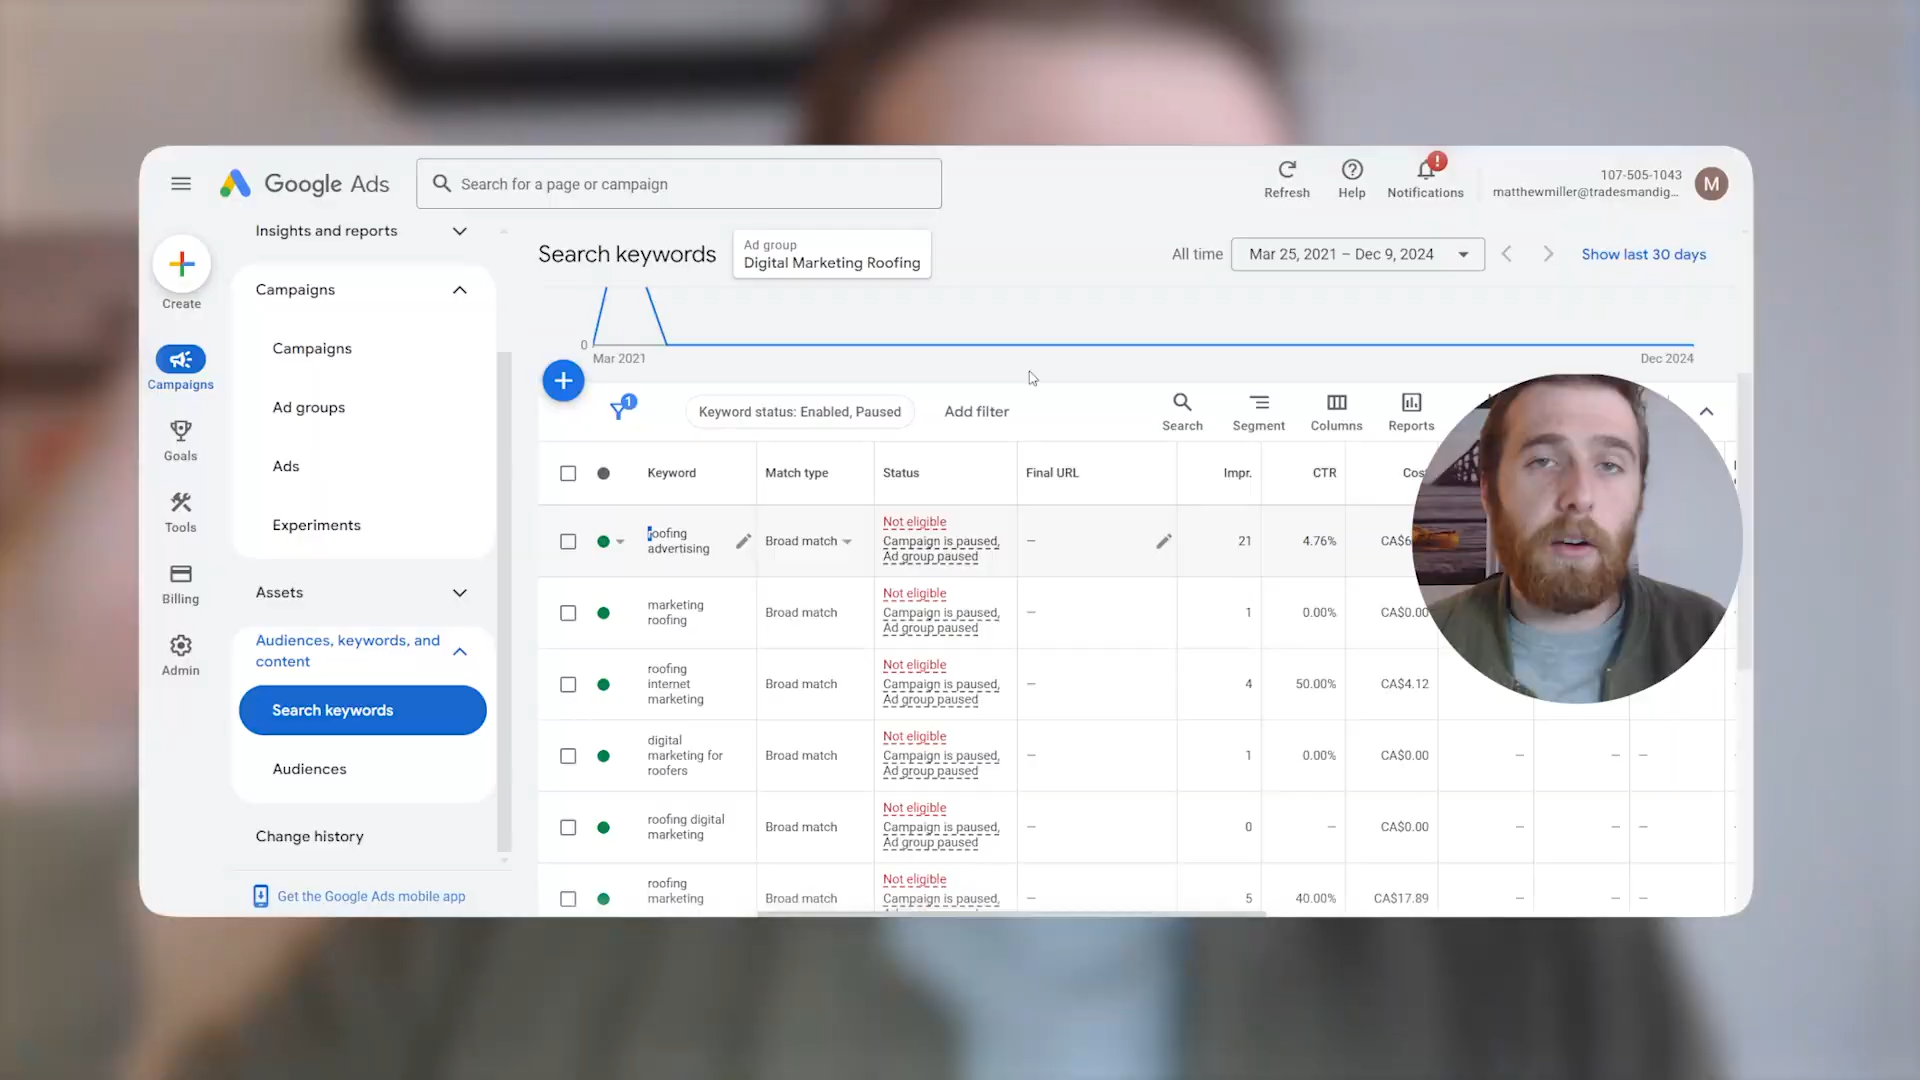 Google Ads
Search for a page or campaign
Refresh
Help
Notifications
107-505-1043
matthewmiller@tradesmandig...
M
Insights and reports
Create
Campaigns
Goals
Tools
Billing
Admin
Campaigns
Campaigns
Ad groups
Ads
Experiments
Assets
Audiences, keywords, and
content
Search keywords
Audiences
Change history
Get the Google Ads mobile app
Search keywords
Ad group
Digital Marketing Roofing
All time
Mar 25, 2021 – Dec 9, 2024
Show last 30 days
0
Mar 2021
Dec 2024
1
Keyword status: Enabled, Paused
Add filter
Search
Segment
Columns
Reports
Keyword Match type Status Final URL Impr. CTR
roofing
advertising
Broad match
Not eligible
Campaign is paused,
Ad group paused
— 21 4.76% CA$6
marketing
roofing
Broad match
Not eligible
Campaign is paused,
Ad group paused
— 1 0.00% CA$0.00
roofing
internet
marketing
Broad match
Not eligible
Campaign is paused,
Ad group paused
— 4 50.00% CA$4.12
digital
marketing for
roofers
Broad match
Not eligible
Campaign is paused,
Ad group paused
— 1 0.00% CA$0.00 — — —
roofing digital
marketing
Broad match
Not eligible
Campaign is paused,
Ad group paused
— 0 — CA$0.00 — — —
roofing
marketing
Broad match
Not eligible
Campaign is paused,
— 5 40.00% CA$17.89 — — —